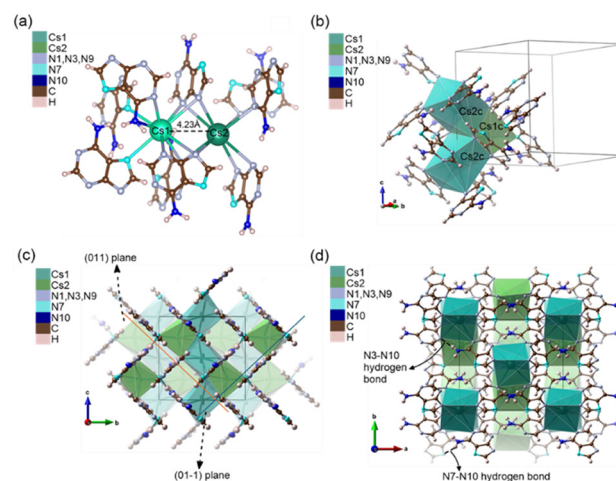 (a)
Cs1
Cs2
N1,N3,N9
N7
N10
C
H
Cs1
4.23Å
Cs2
(b)
Cs1
Cs2
N1,N3,N9
N7
N10
C
H
Cs2c
Cs1c
Cs2c
c
a
b
(c)
(011) plane
Cs1
Cs2
N1,N3,N9
N7
N10
C
H
c
b
(01-1) plane
(d)
Cs1
Cs2
N1,N3,N9
N7
N10
C
H
N3-N10
hydrogen
bond
b
a
N7-N10 hydrogen bond